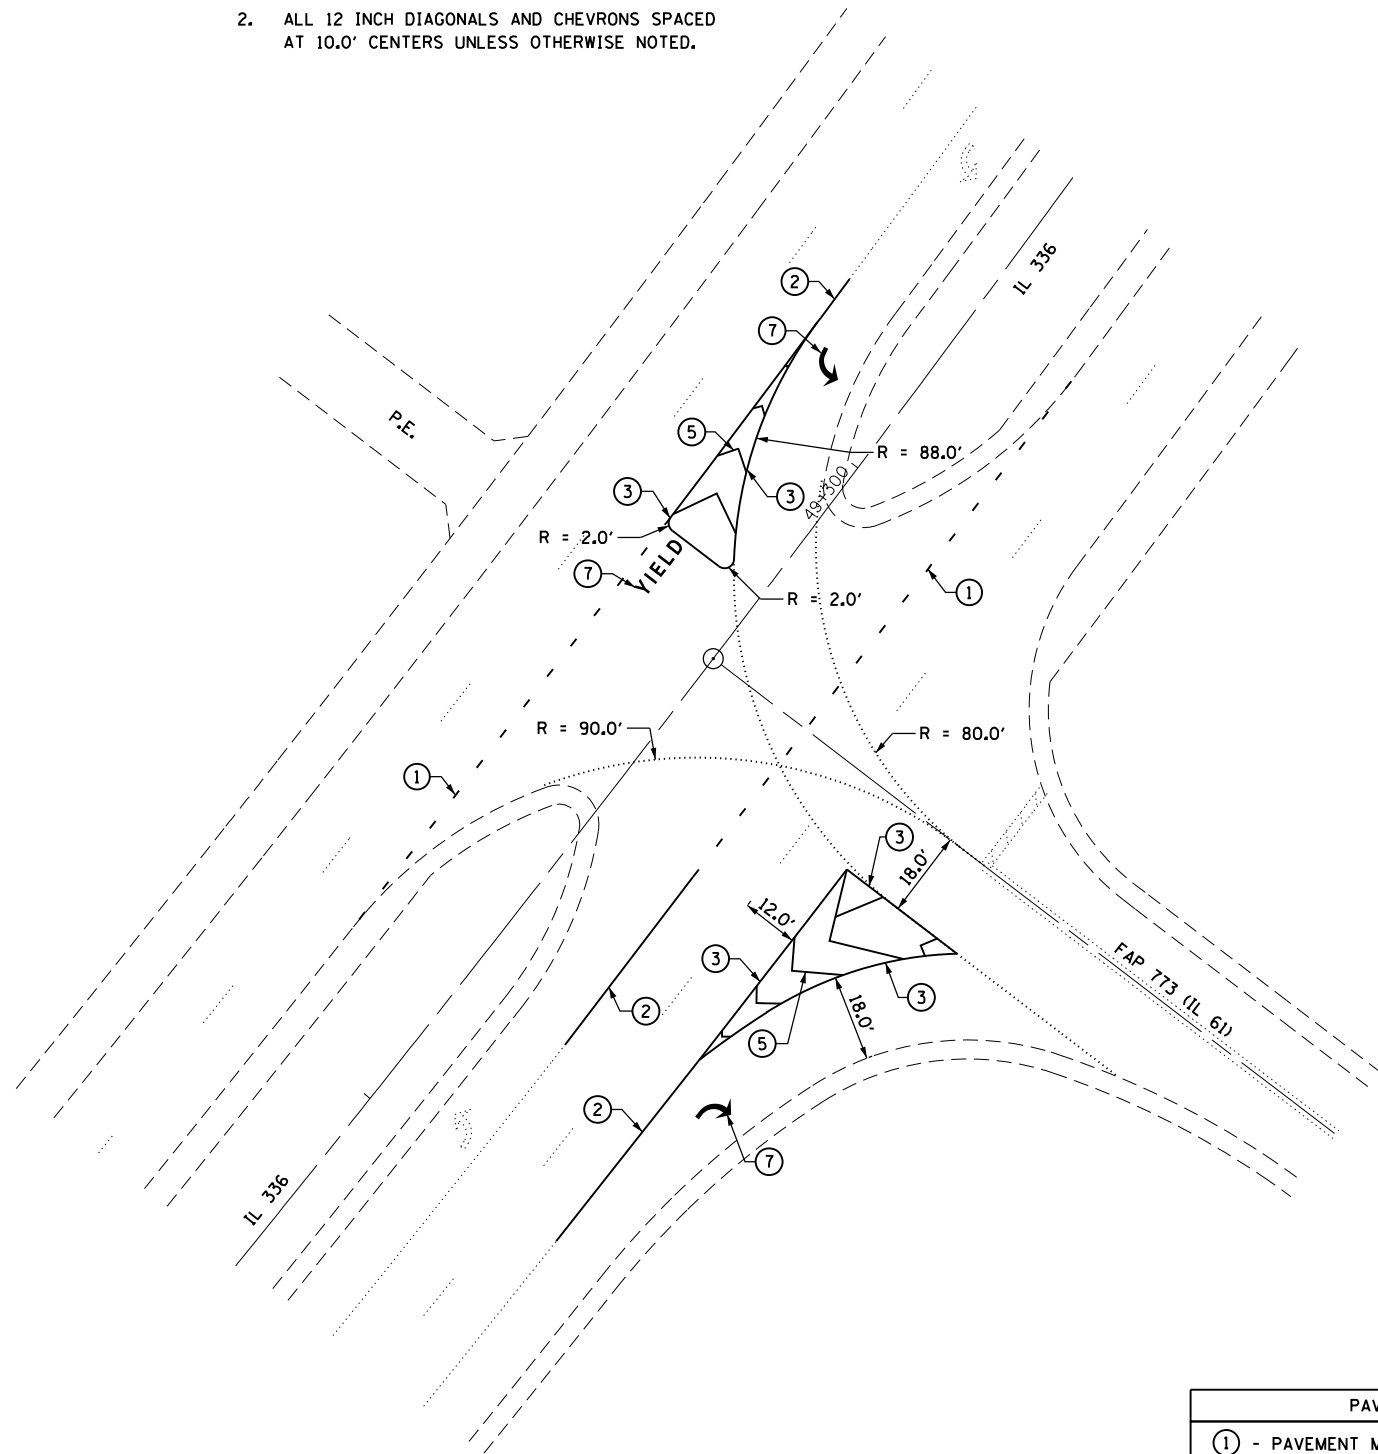 2. ALL 12 INCH DIAGONALS AND CHEVRONS SPACED
AT 10.0' CENTERS UNLESS OTHERWISE NOTED.
IL 336
2
7
P.E.
5
R = 88.0'
3
3
49+300
R = 2.0'
YIELD
7
1
R = 2.0'
R = 90.0'
R = 80.0'
1
3
18.0'
12.0'
3
FAP 773 (IL 61)
3
2
18.0'
5
2
7
IL 336
PAV
1 - PAVEMENT M